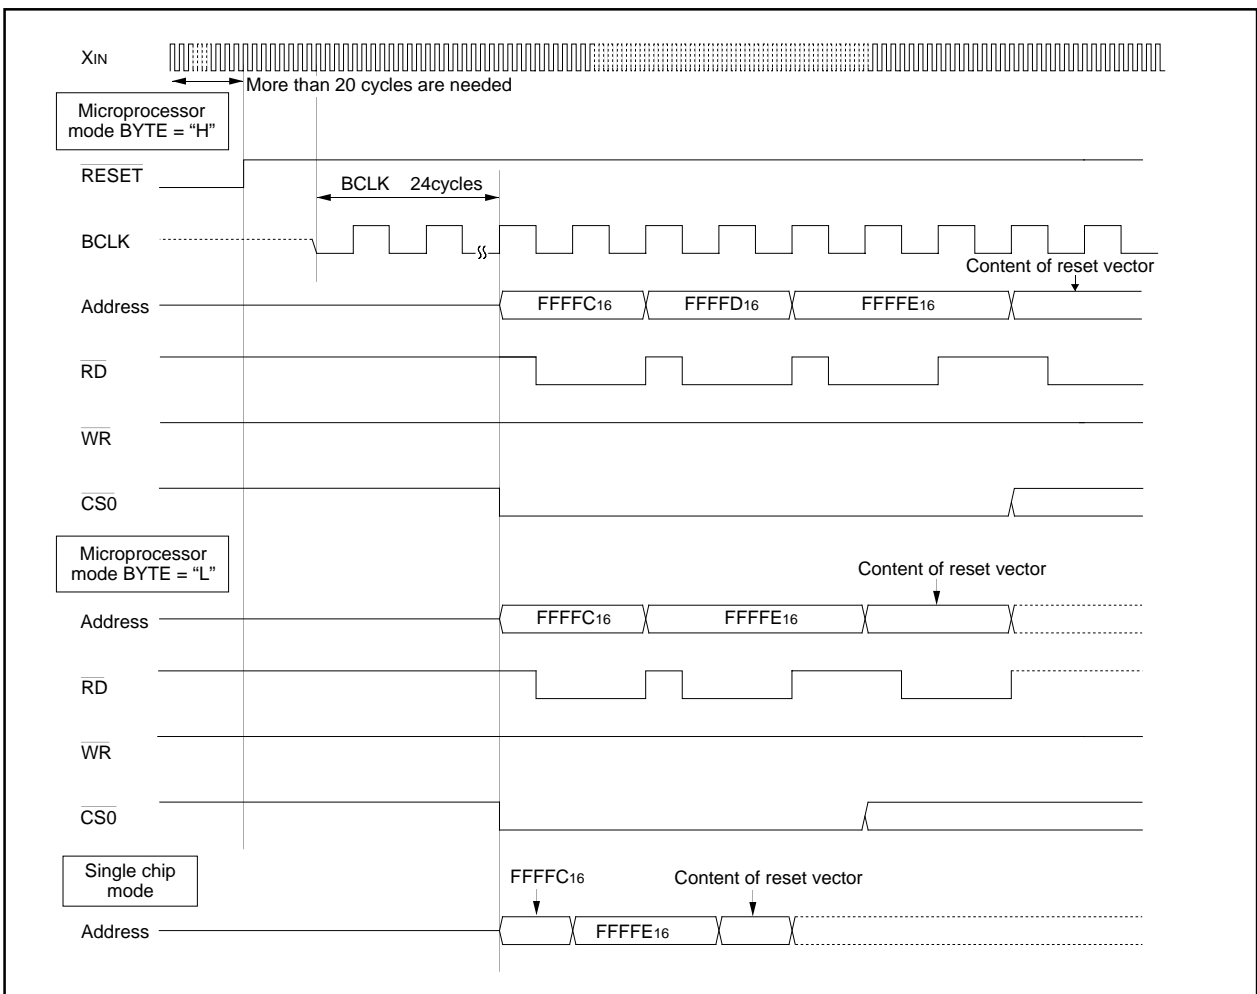 XIN
More than 20 cycles are needed
Microprocessor
mode BYTE = “H”
RESET
BCLK 24cycles
BCLK
Content of reset vector
Address
FFFFC16
FFFFD16
FFFFE16
RD
WR
CS0
Microprocessor
mode BYTE = “L”
Content of reset vector
Address
FFFFC16
FFFFE16
RD
WR
CS0
Single chip
mode
FFFFC16
Content of reset vector
Address
FFFFE16